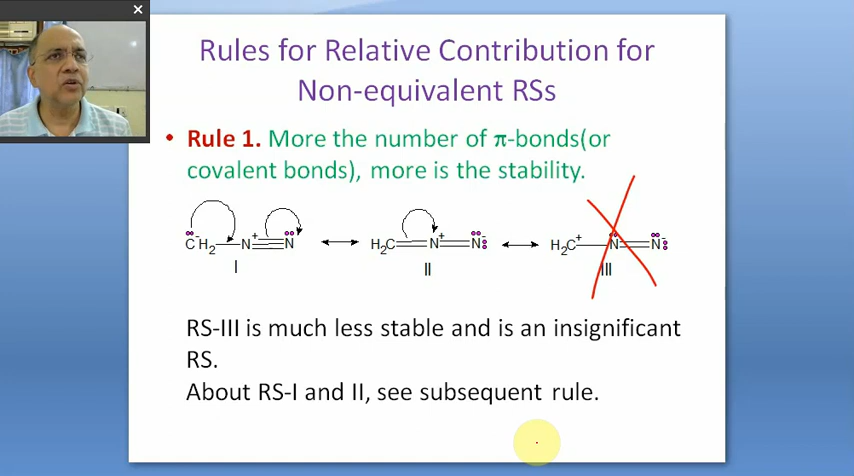 Rules for Relative Contribution for
Non-equivalent RSs
• Rule 1. More the number of π-bonds(or
covalent bonds), more is the stability.
C̄H₂—N⁺≡N ↔ H₂C=N⁺=N⁻ ↔ H₂C⁺—N=N⁻
I II III
RS-III is much less stable and is an insignificant
RS.
About RS-I and II, see subsequent rule.